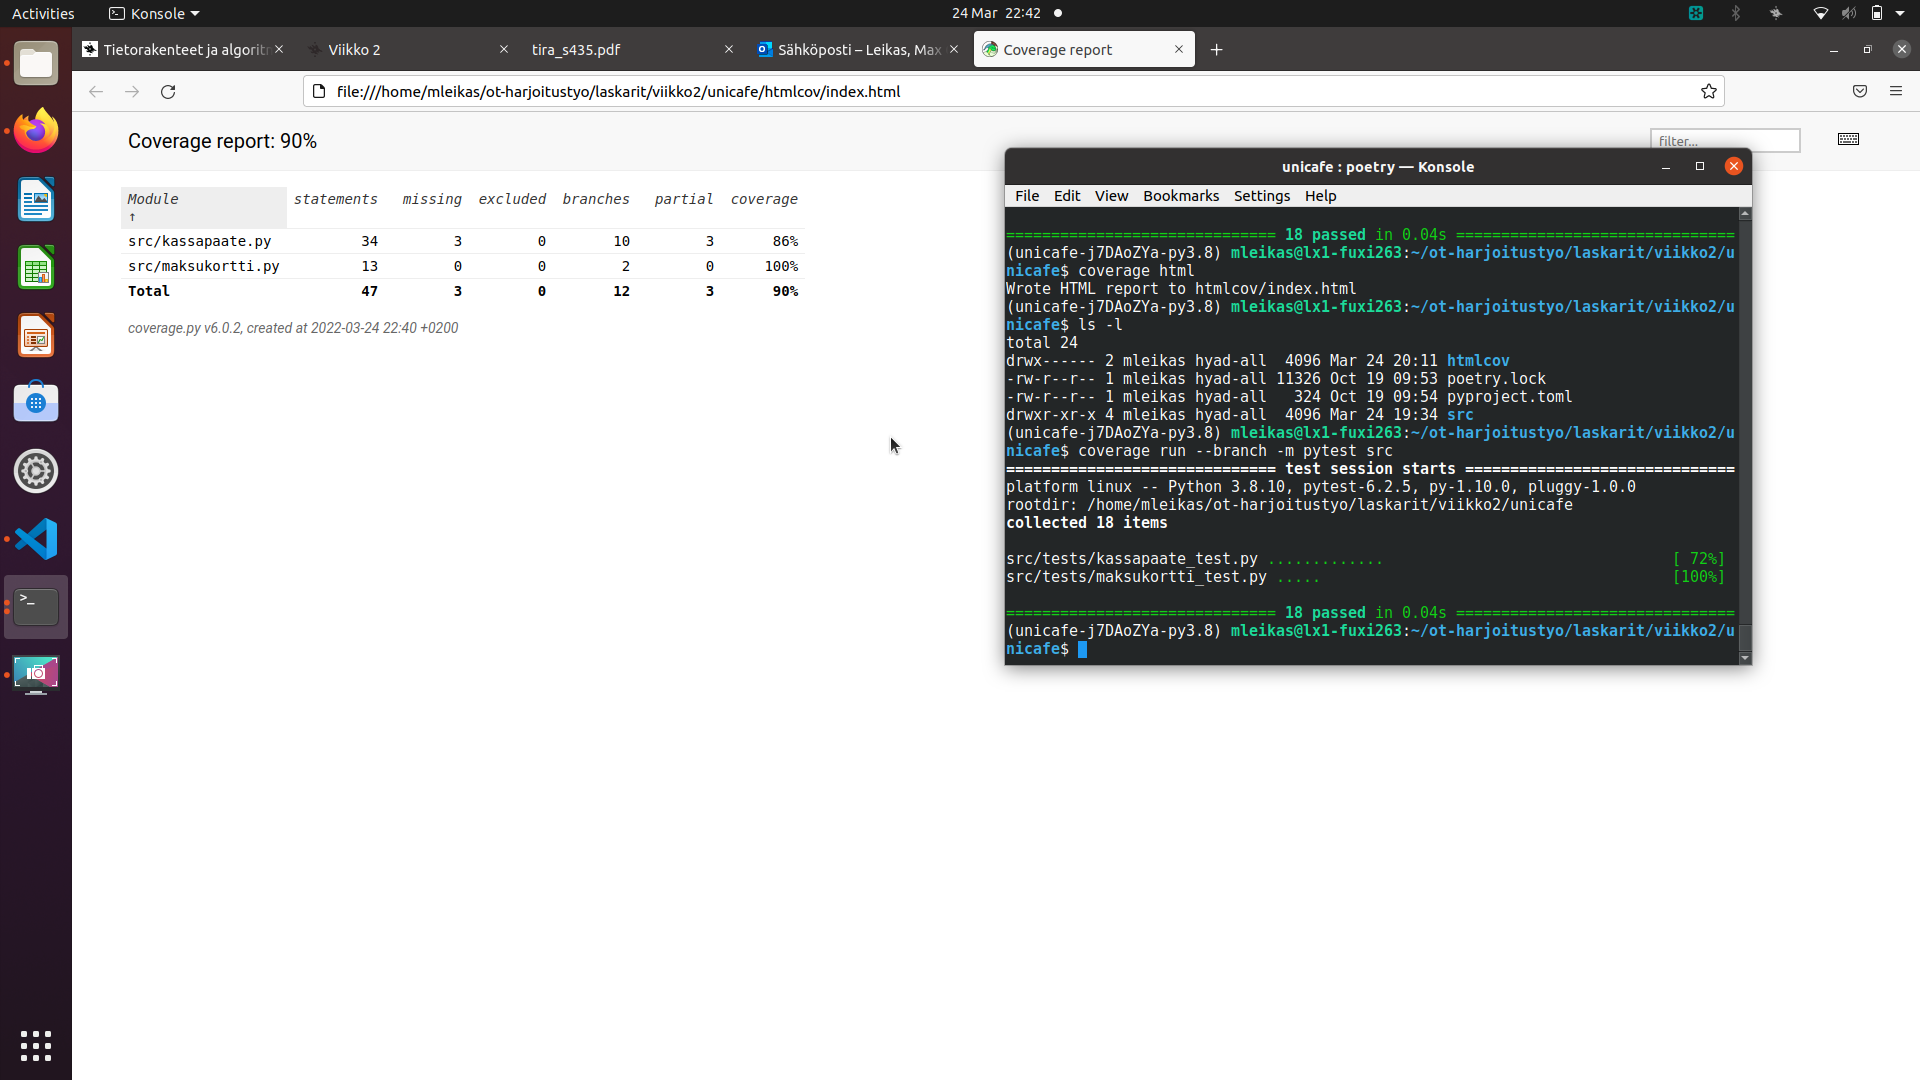 Activities Konsole 24 Mar 22:42
Tietorakenteet ja algorit Viikko 2 tira_s435.pdf Sähköposti – Leikas, Max Coverage report
file:///home/mleikas/ot-harjoitustyo/laskarit/viikko2/unicafe/htmlcov/index.html
Coverage report: 90%
filter...
Module ↑ statements missing excluded branches partial coverage
src/kassapaate.py 34 3 0 10 3 86%
src/maksukortti.py 13 0 0 2 0 100%
Total 47 3 0 12 3 90%
coverage.py v6.0.2, created at 2022-03-24 22:40 +0200
unicafe : poetry — Konsole
File Edit View Bookmarks Settings Help
============================== 18 passed in 0.04s ===============================
(unicafe-j7DAoZYa-py3.8) mleikas@lx1-fuxi263:~/ot-harjoitustyo/laskarit/viikko2/u
nicafe$ coverage html
Wrote HTML report to htmlcov/index.html
(unicafe-j7DAoZYa-py3.8) mleikas@lx1-fuxi263:~/ot-harjoitustyo/laskarit/viikko2/u
nicafe$ ls -l
total 24
drwx------ 2 mleikas hyad-all  4096 Mar 24 20:11 htmlcov
-rw-r--r-- 1 mleikas hyad-all 11326 Oct 19 09:53 poetry.lock
-rw-r--r-- 1 mleikas hyad-all   324 Oct 19 09:54 pyproject.toml
drwxr-xr-x 4 mleikas hyad-all  4096 Mar 24 19:34 src
(unicafe-j7DAoZYa-py3.8) mleikas@lx1-fuxi263:~/ot-harjoitustyo/laskarit/viikko2/u
nicafe$ coverage run --branch -m pytest src
============================== test session starts ==============================
platform linux -- Python 3.8.10, pytest-6.2.5, py-1.10.0, pluggy-1.0.0
rootdir: /home/mleikas/ot-harjoitustyo/laskarit/viikko2/unicafe
collected 18 items
src/tests/kassapaate_test.py ............. [ 72%]
src/tests/maksukortti_test.py ..... [100%]
============================== 18 passed in 0.04s ===============================
(unicafe-j7DAoZYa-py3.8) mleikas@lx1-fuxi263:~/ot-harjoitustyo/laskarit/viikko2/u
nicafe$